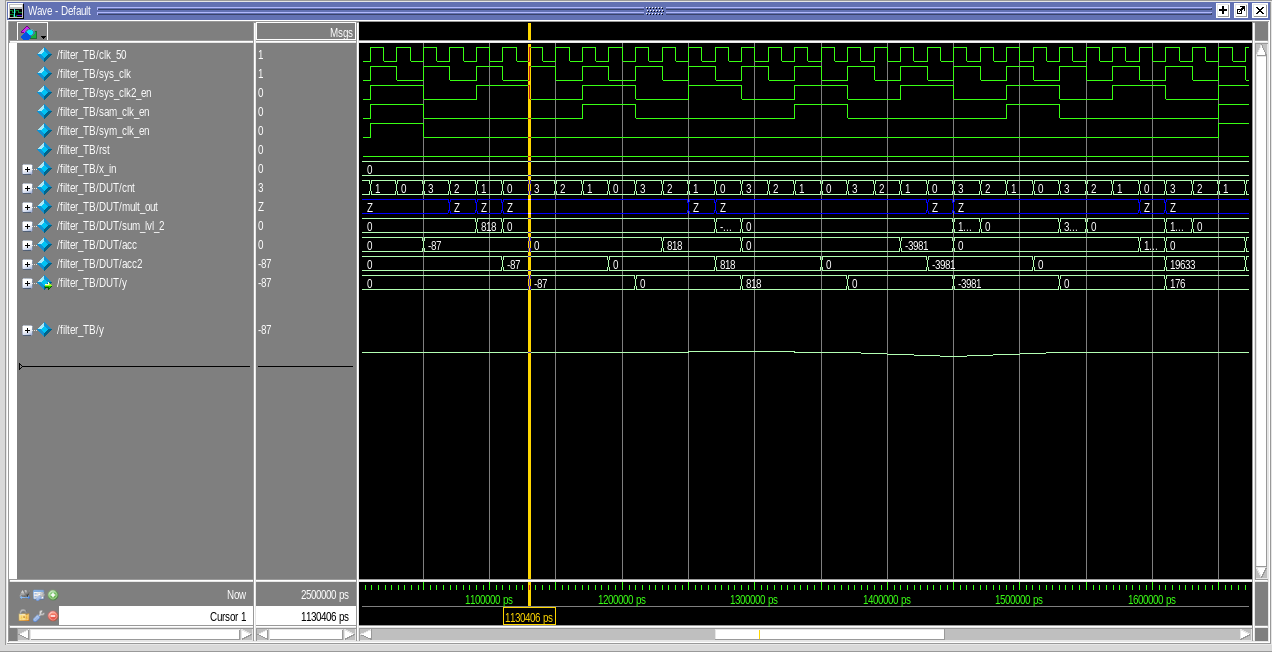 Wave - Default
Msgs
/filter_TB/clk_50 1
/filter_TB/sys_clk 1
/filter_TB/sys_clk2_en 0
/filter_TB/sam_clk_en 0
/filter_TB/sym_clk_en 0
/filter_TB/rst 0
/filter_TB/x_in 0 0
/filter_TB/DUT/cnt 3 1 0 3 2 1 0 3 2 1 0 3 2 1 0 3 2 1 0 3 2 1 0 3 2 1 0 3 2 1 0 3 2 1
/filter_TB/DUT/mult_out Z Z Z Z Z Z Z Z Z Z Z
/filter_TB/DUT/sum_lvl_2 0 0 818 0 -... 0 1... 0 3... 0 1... 0
/filter_TB/DUT/acc 0 0 -87 0 818 0 -3981 0 1... 0
/filter_TB/DUT/acc2 -87 0 -87 0 818 0 -3981 0 19633
/filter_TB/DUT/y -87 0 -87 0 818 0 -3981 0 176
/filter_TB/y -87
Now 2500000 ps 1100000 ps 1200000 ps 1300000 ps 1400000 ps 1500000 ps 1600000 ps
Cursor 1 1130406 ps 1130406 ps